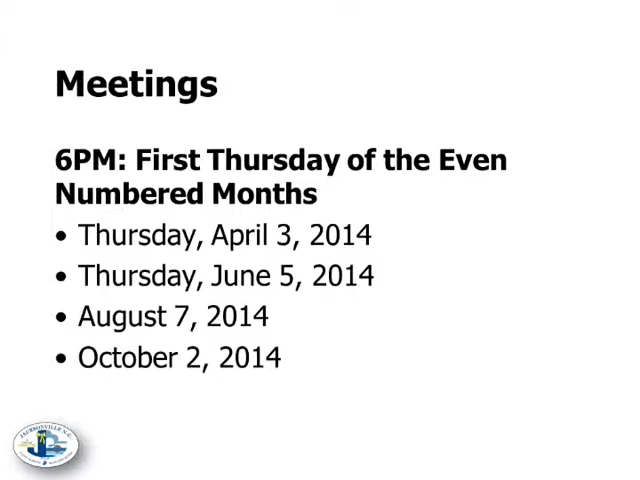 Meetings
6PM: First Thursday of the Even
Numbered Months
• Thursday, April 3, 2014
• Thursday, June 5, 2014
• August 7, 2014
• October 2, 2014
JACKSONVILLE N.C.